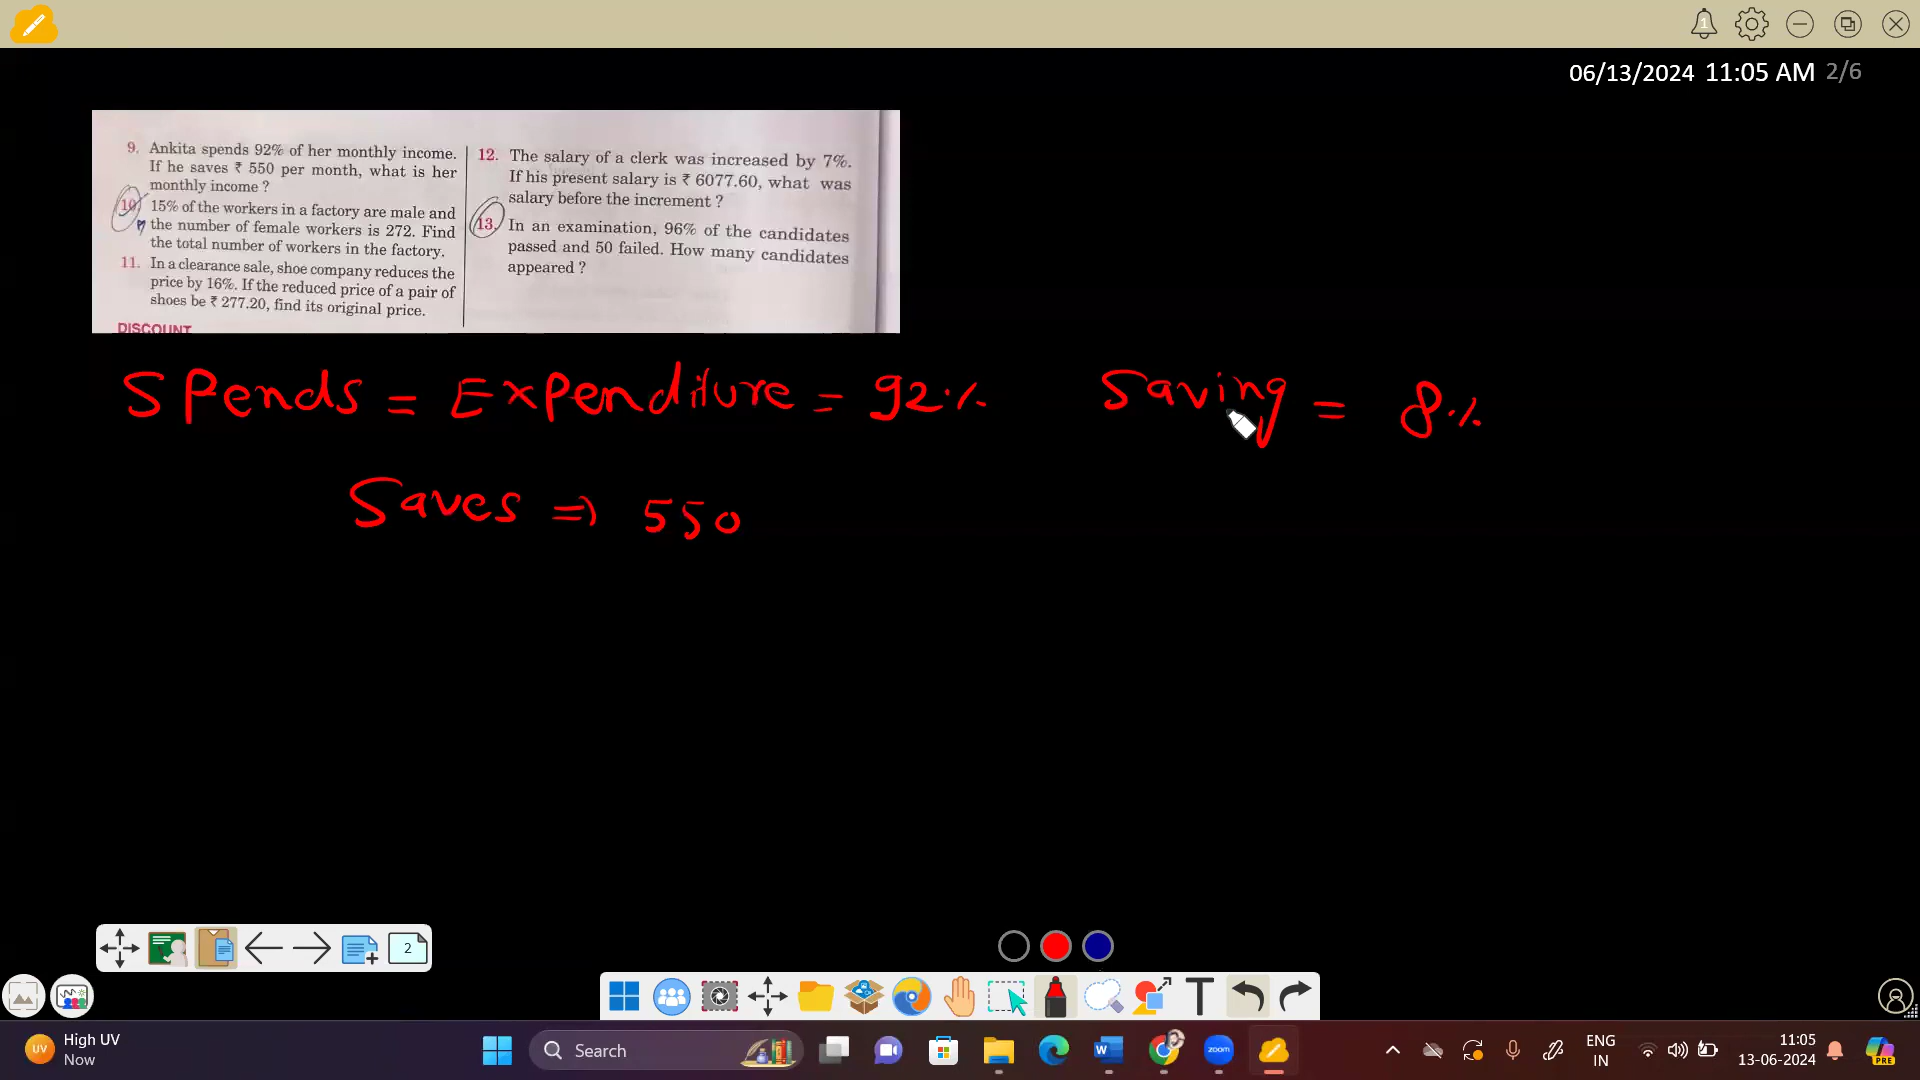 06/13/2024 11:05 AM 2/6
9. Ankita spends 92% of her monthly income.
If he saves ₹ 550 per month, what is her
monthly income ?
10. 15% of the workers in a factory are male and
the number of female workers is 272. Find
the total number of workers in the factory.
11. In a clearance sale, shoe company reduces the
price by 16%. If the reduced price of a pair of
shoes be ₹ 277.20, find its original price.
DISCOUNT
12. The salary of a clerk was increased by 7%.
If his present salary is ₹ 6077.60, what was
salary before the increment ?
13. In an examination, 96% of the candidates
passed and 50 failed. How many candidates
appeared ?
Spends = Expenditure = 92% Saving = 8%
Saves ⇒ 550
2
UV High UV
Now
Search
zoom
ENG
IN
11:05
13-06-2024
PRE